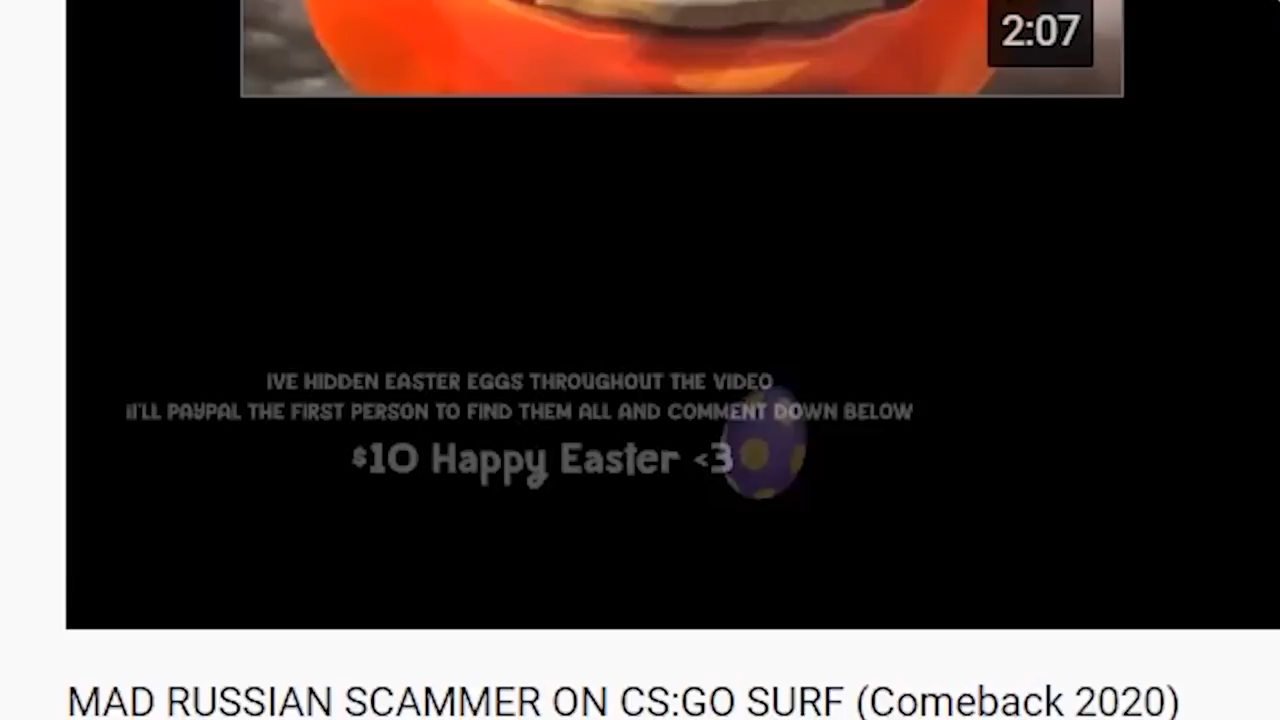 2:07
IVE HIDDEN EASTER EGGS THROUGHOUT THE VIDEO
I'LL PAYPAL THE FIRST PERSON TO FIND THEM ALL AND COMMENT DOWN BELOW
$10 Happy Easter <3
MAD RUSSIAN SCAMMER ON CS:GO SURF (Comeback 2020)